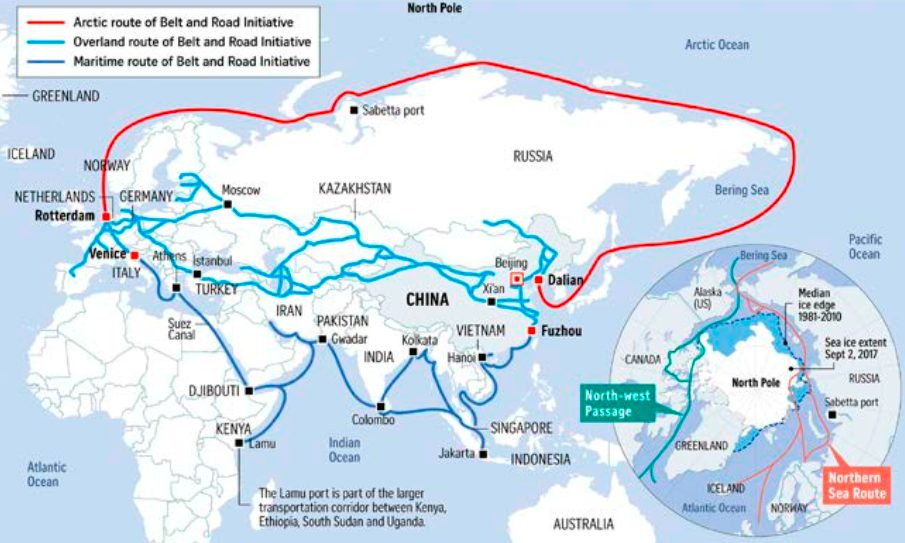 North Pole
Arctic route of Belt and Road Initiative
Overland route of Belt and Road Initiative
Maritime route of Belt and Road Initiative
Arctic Ocean
GREENLAND
Sabetta port
ICELAND
NORWAY
RUSSIA
NETHERLANDS
GERMANY
Moscow
KAZAKHSTAN
Bering Sea
Rotterdam
Venice
ITALY
Athens
Istanbul
TURKEY
Beijing
Dalian
Pacific
Ocean
CHINA
Xi'an
IRAN
Suez
Canal
PAKISTAN
Gwadar
Kolkata
INDIA
VIETNAM
Hanoi
Fuzhou
DJIBOUTI
Colombo
KENYA
Lamu
SINGAPORE
Indian
Ocean
Jakarta
INDONESIA
Atlantic
Ocean
The Lamu port is part of the larger
transportation corridor between Kenya,
Ethiopia, South Sudan and Uganda.
AUSTRALIA
Bering Sea
Alaska
(US)
Median
ice edge
1981-2010
CANADA
Sea ice extent
Sept 2, 2017
North Pole
RUSSIA
North-west
Passage
Sabetta port
GREENLAND
ICELAND
Atlantic Ocean
NORWAY
Northern
Sea Route